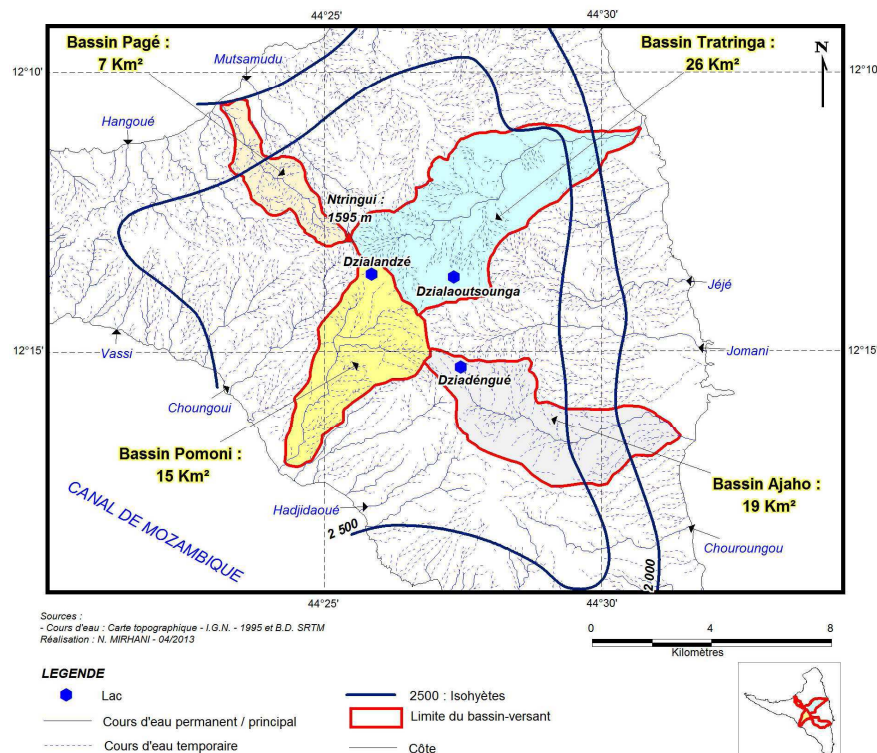 44°25'
44°30'
Bassin Pagé :
7 Km²
Bassin Tratringa :
26 Km²
N
Mutsamudu
12°10'
12°10
Hangoué
Ntringui :
1595 m
Dzialandzé
Dzialaoutsounga
Jéjé
Vassi
12°15'
12°15
Jomani
Dziadéngué
Choungoui
Bassin Pomoni :
15 Km²
Bassin Ajaho :
19 Km²
CANAL DE MOZAMBIQUE
Hadjidaoué
2 500
Chouroungou
2 000
44°25'
44°30'
Sources :
- Cours d'eau : Carte topographique - I.G.N. - 1995 et B.D. SRTM
Réalisation : N. MIRHANI - 04/2013
0 4 8
Kilomètres
LEGENDE
Lac
2500 : Isohyètes
Cours d'eau permanent / principal
Limite du bassin-versant
Cours d'eau temporaire
Côte